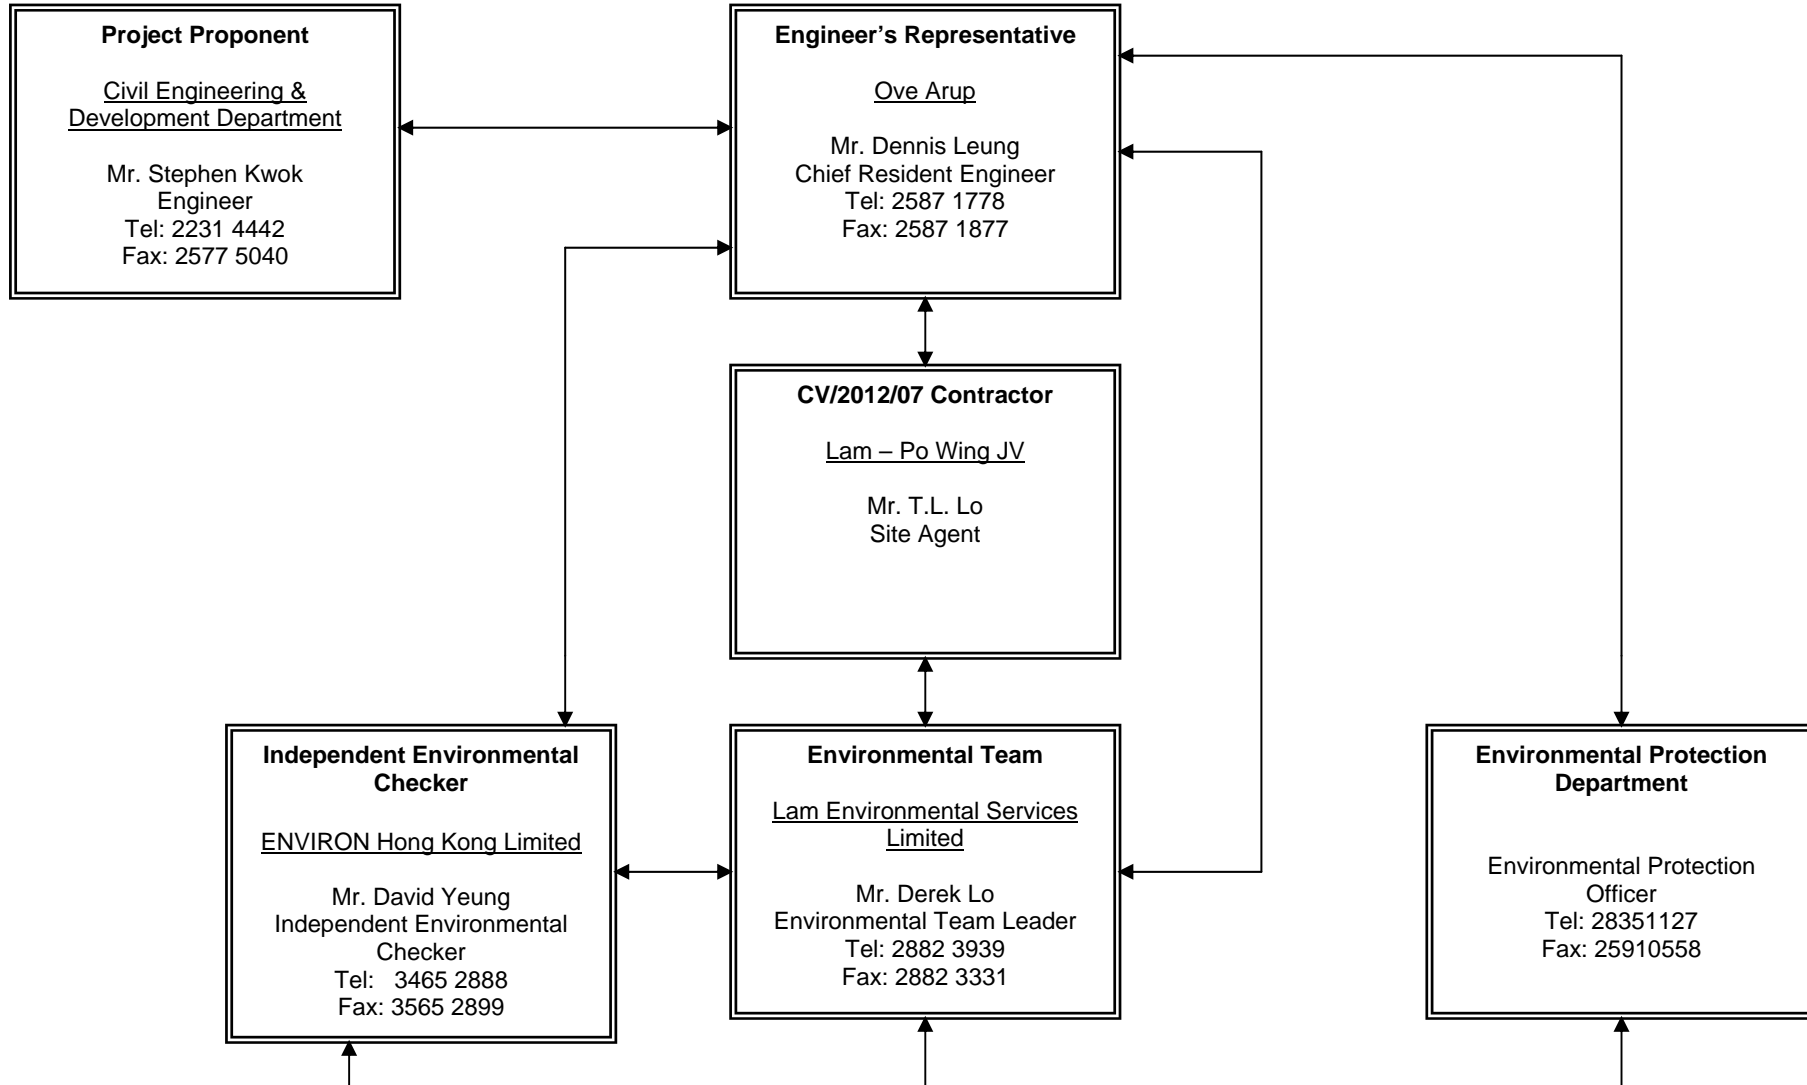 Project Proponent
Civil Engineering &
Development Department
Mr. Stephen Kwok
Engineer
Tel: 2231 4442
Fax: 2577 5040
Engineer’s Representative
Ove Arup
Mr. Dennis Leung
Chief Resident Engineer
Tel: 2587 1778
Fax: 2587 1877
CV/2012/07 Contractor
Lam – Po Wing JV
Mr. T.L. Lo
Site Agent
Independent Environmental
Checker
ENVIRON Hong Kong Limited
Mr. David Yeung
Independent Environmental
Checker
Tel:   3465 2888
Fax: 3565 2899
Environmental Team
Lam Environmental Services
Limited
Mr. Derek Lo
Environmental Team Leader
Tel: 2882 3939
Fax: 2882 3331
Environmental Protection
Department
Environmental Protection
Officer
Tel: 28351127
Fax: 25910558